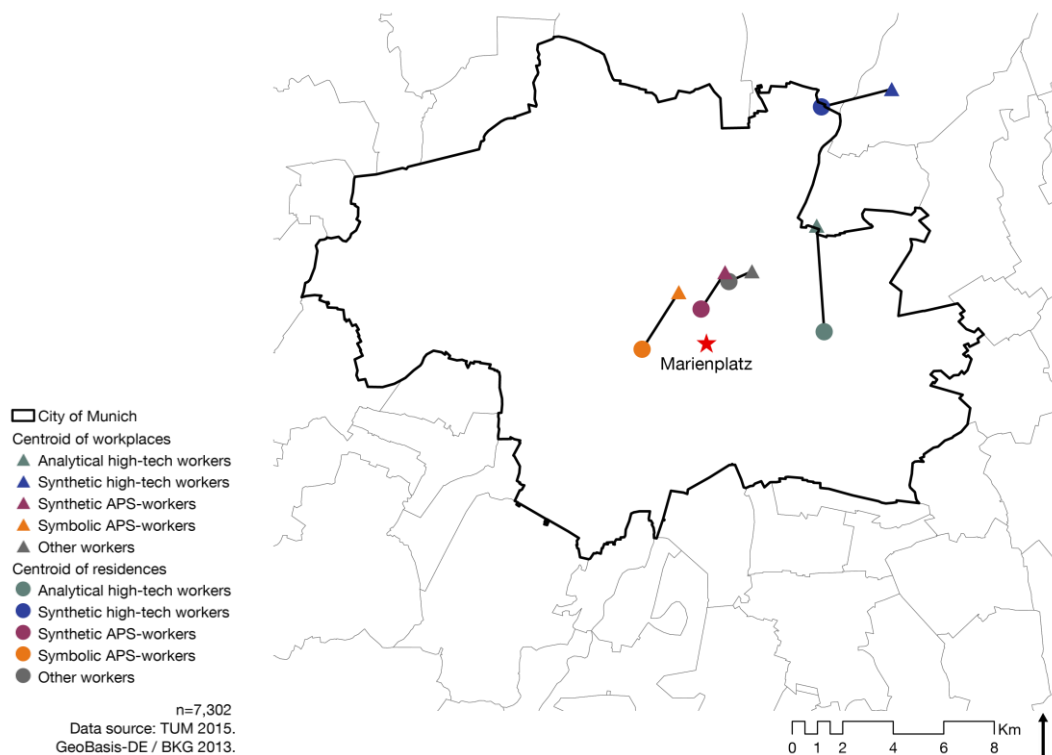 Marienplatz
City of Munich
Centroid of workplaces
Analytical high-tech workers
Synthetic high-tech workers
Synthetic APS-workers
Symbolic APS-workers
Other workers
Centroid of residences
Analytical high-tech workers
Synthetic high-tech workers
Synthetic APS-workers
Symbolic APS-workers
Other workers
n=7,302
Data source: TUM 2015.
GeoBasis-DE / BKG 2013.
Km
0 1 2 4 6 8